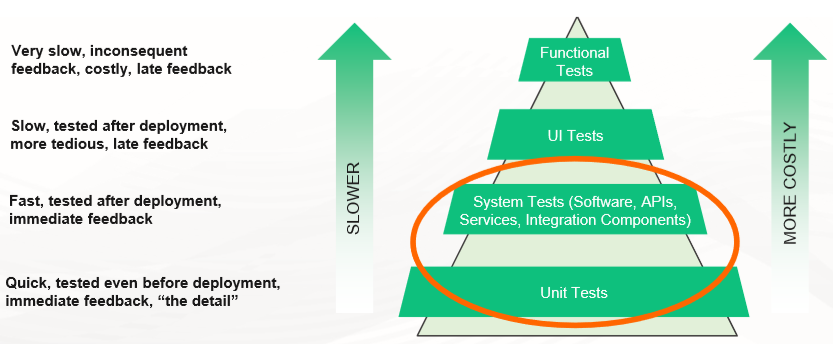 Very slow, inconsequent
feedback, costly, late feedback
Functional
Tests
Slow, tested after deployment,
more tedious, late feedback
UI Tests
SLOWER
MORE COSTLY
Fast, tested after deployment,
immediate feedback
System Tests (Software, APIs,
Services, Integration Components)
Quick, tested even before deployment,
immediate feedback, “the detail”
Unit Tests